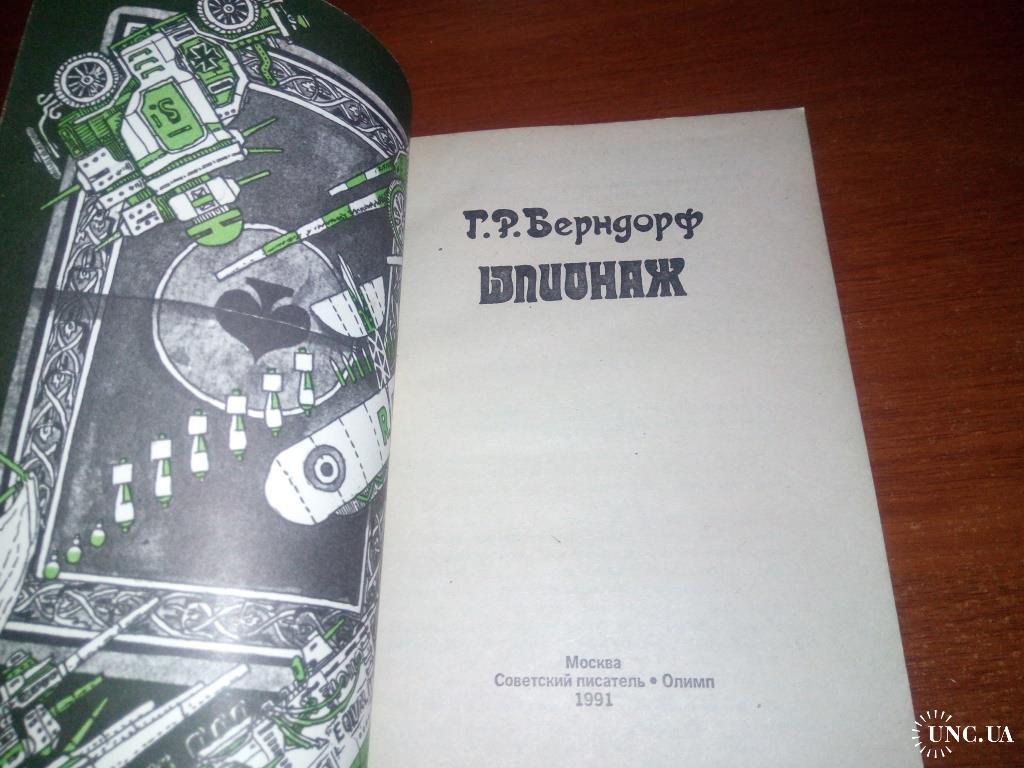 Г.Р. Берндорф
ШПИОНАЖ
Москва
Советский писатель • Олимп
1991
UNC.UA